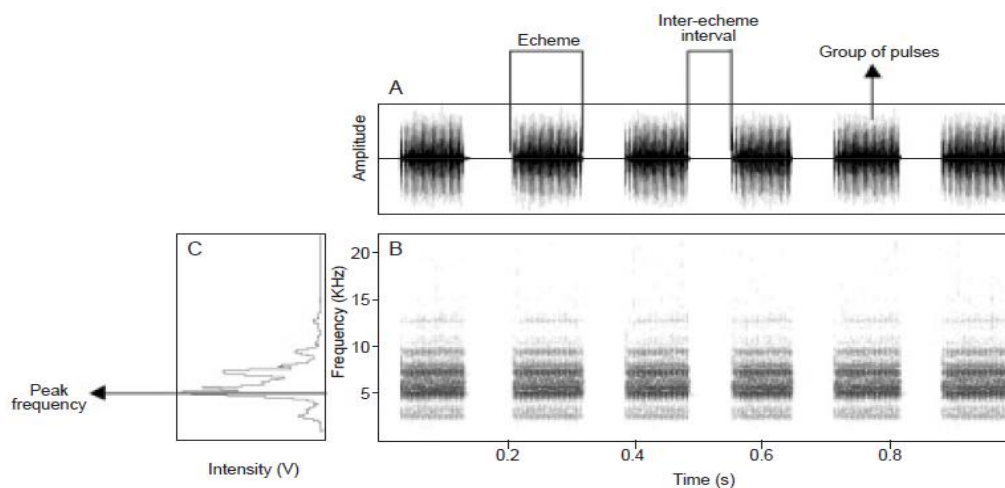 Echeme
Inter-echeme
interval
Group of pulses
A
Amplitude
C
B
Frequency (KHz)
20
15
10
5
Peak
frequency
Intensity (V)
0.2
0.4
0.6
0.8
Time (s)